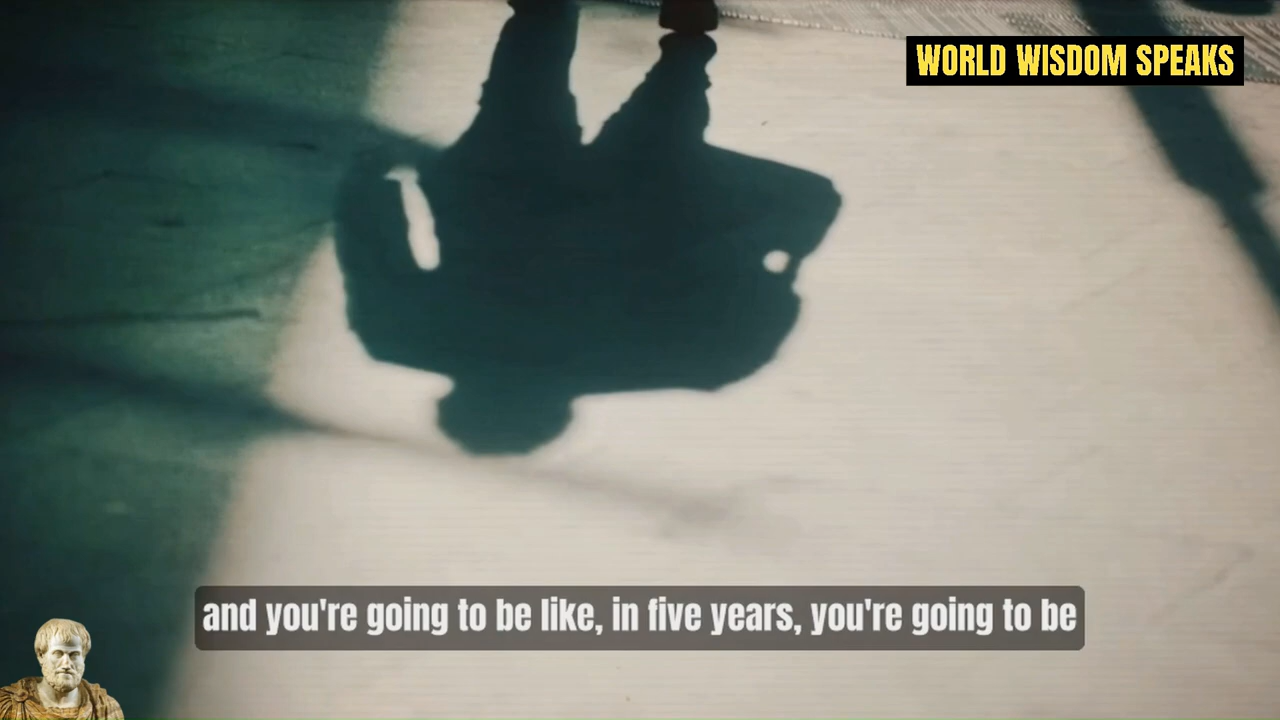 WORLD WISDOM SPEAKS
and you're going to be like, in five years, you're going to be